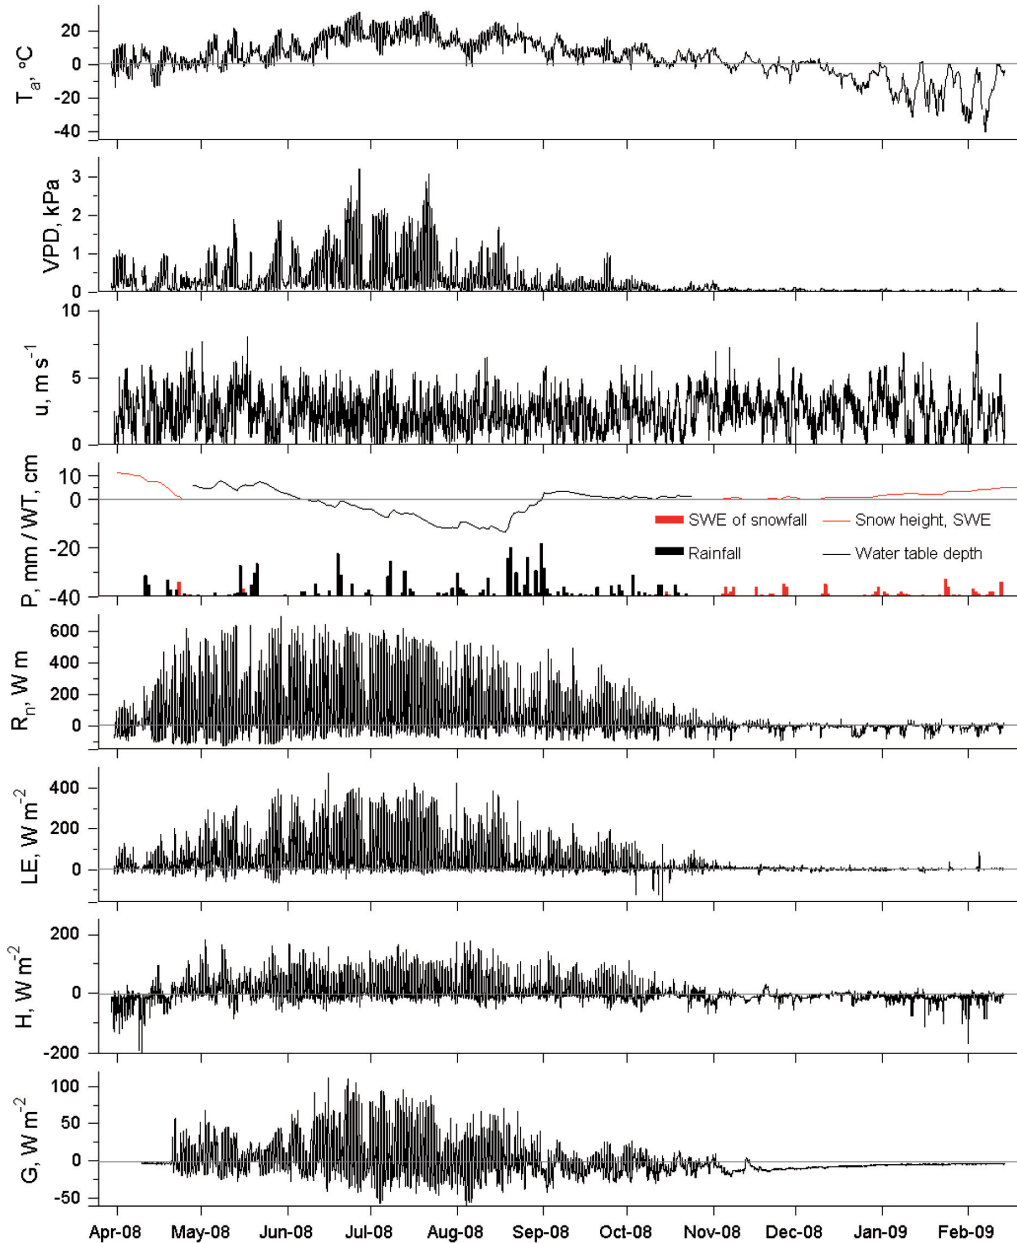 20
0
-20
-40
Ta, °C
3
2
1
0
VPD, kPa
10
5
0
u, m s-1
10
0
-20
-40
P, mm / WT, cm
SWE of snowfall
Snow height, SWE
Rainfall
Water table depth
600
400
200
0
Rn, W m
400
200
0
LE, W m-2
200
0
-200
H, W m-2
100
50
0
-50
G, W m-2
Apr-08 May-08 Jun-08 Jul-08 Aug-08 Sep-08 Oct-08 Nov-08 Dec-08 Jan-09 Feb-09